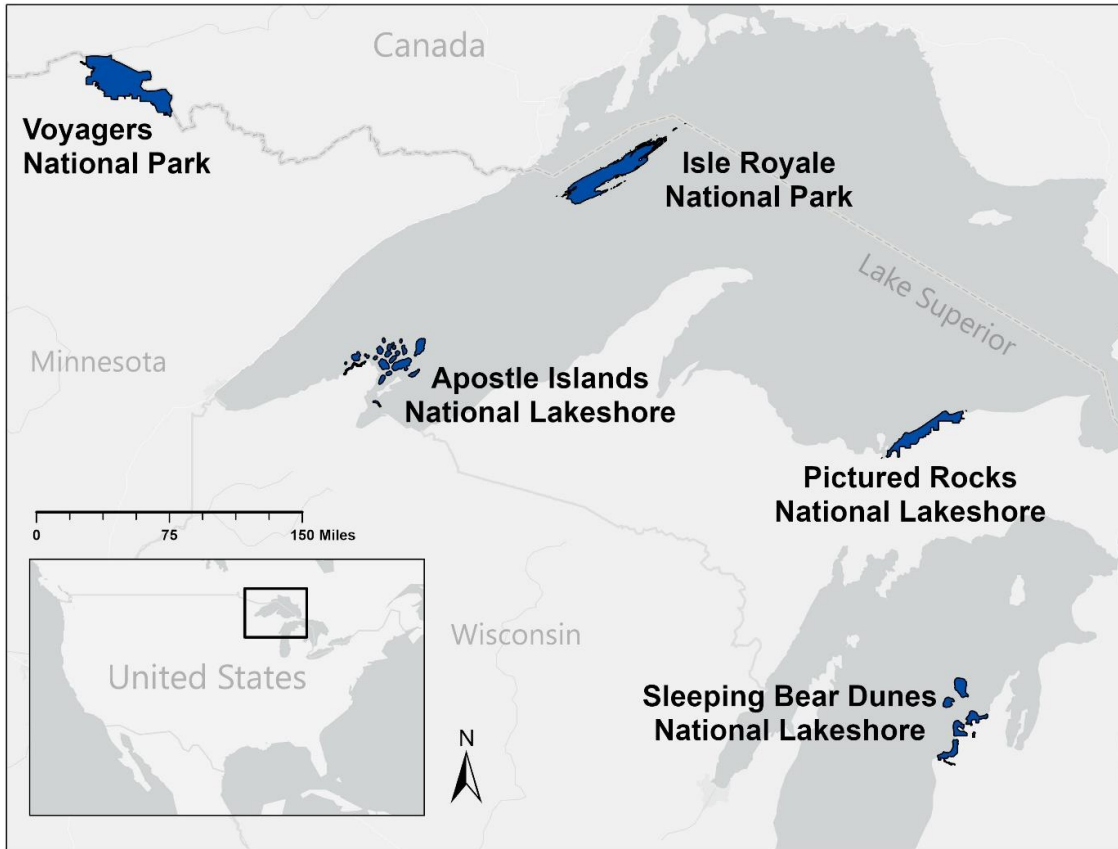 Canada
Voyagers
National Park
Isle Royale
National Park
Lake Superior
Minnesota
Apostle Islands
National Lakeshore
Pictured Rocks
National Lakeshore
0 75 150 Miles
Wisconsin
United States
Sleeping Bear Dunes
National Lakeshore
N